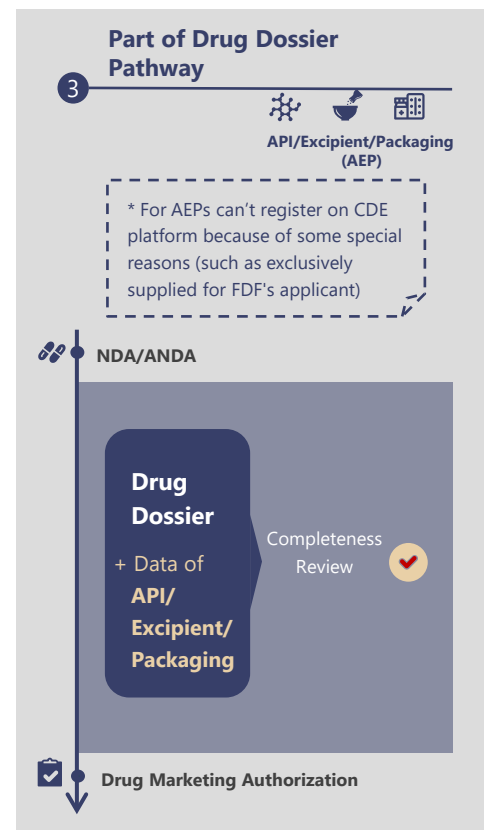 Part of Drug Dossier
Pathway
3
API/Excipient/Packaging
(AEP)
* For AEPs can’t register on CDE
platform because of some special
reasons (such as exclusively
supplied for FDF's applicant)
NDA/ANDA
Drug
Dossier
+ Data of
API/
Excipient/
Packaging
Completeness
Review
Drug Marketing Authorization